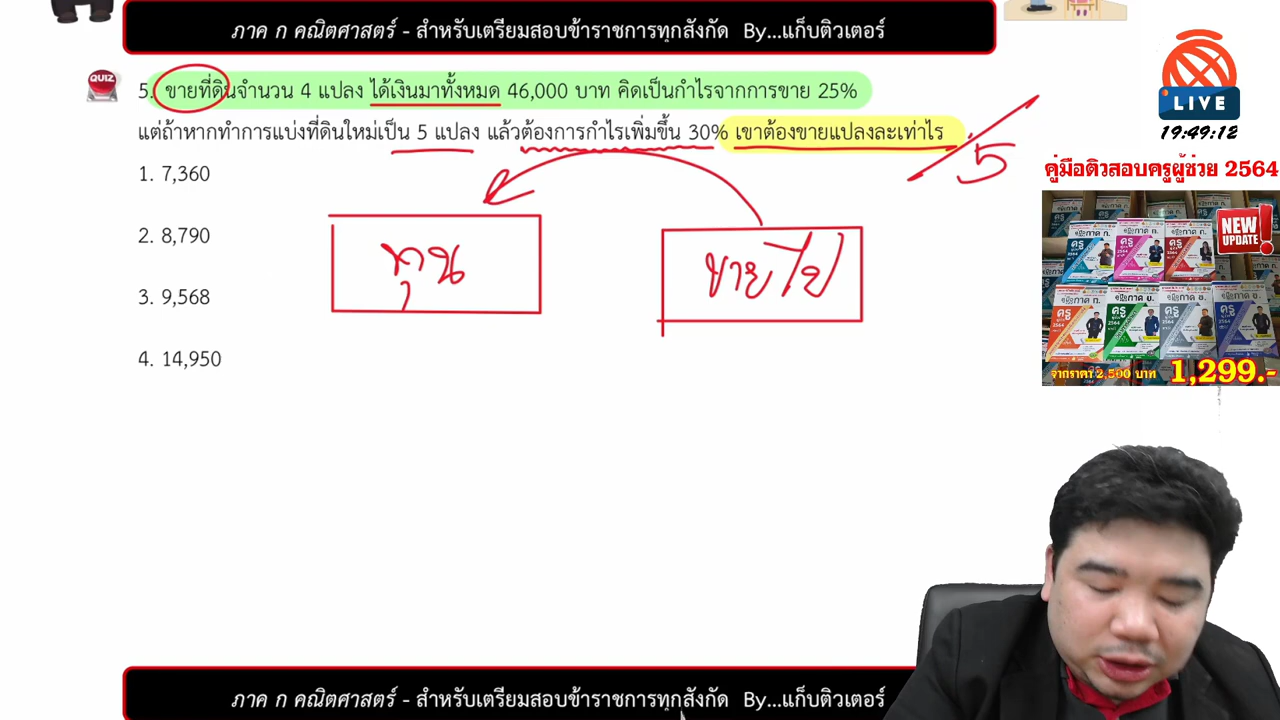 ภาค ก คณิตศาสตร์ - สำหรับเตรียมสอบข้าราชการทุกสังกัด By...แก็บติวเตอร์
QUIZ
5. ขายที่ดินจำนวน 4 แปลง ได้เงินมาทั้งหมด 46,000 บาท คิดเป็นกำไรจากการขาย 25%
แต่ถ้าหากทำการแบ่งที่ดินใหม่เป็น 5 แปลง แล้วต้องการกำไรเพิ่มขึ้น 30% เขาต้องขายแปลงละเท่าไร
5
1. 7,360
2. 8,790
3. 9,568
4. 14,950
ทุน
ขายไป
LIVE
19:49:12
คู่มือติวสอบครูผู้ช่วย 2564
NEW
UPDATE!
จากราคา 2,500 บาท 1,299.-
ภาค ก คณิตศาสตร์ - สำหรับเตรียมสอบข้าราชการทุกสังกัด By...แก็บติวเตอร์